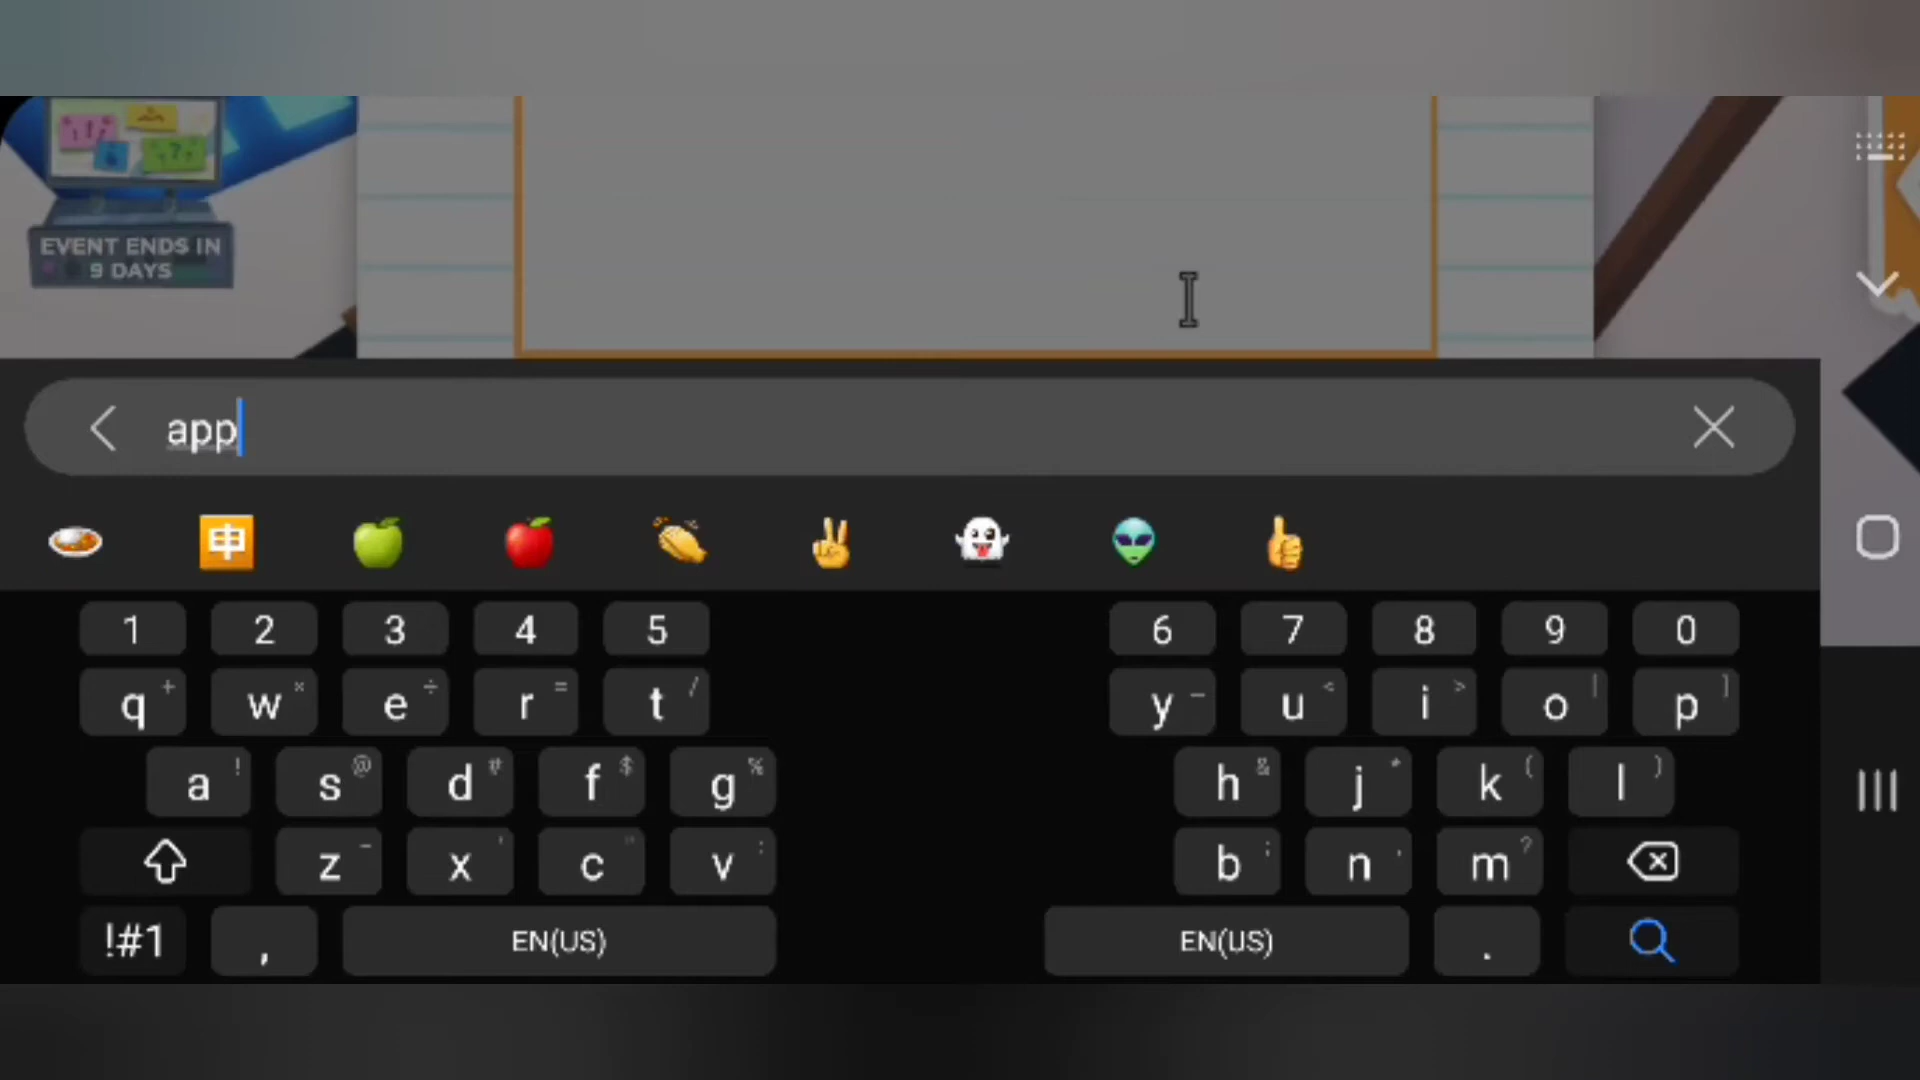 EVENT ENDS IN
9 DAYS
app
申
1 2 3 4 5 6 7 8 9 0
q + w × e ÷ r = t / y u < i > o | p ]
a ! s @ d # f $ g % h & j * k ( l )
z - x ' c " v : b ; n , m ?
!#1 , EN(US) EN(US) .